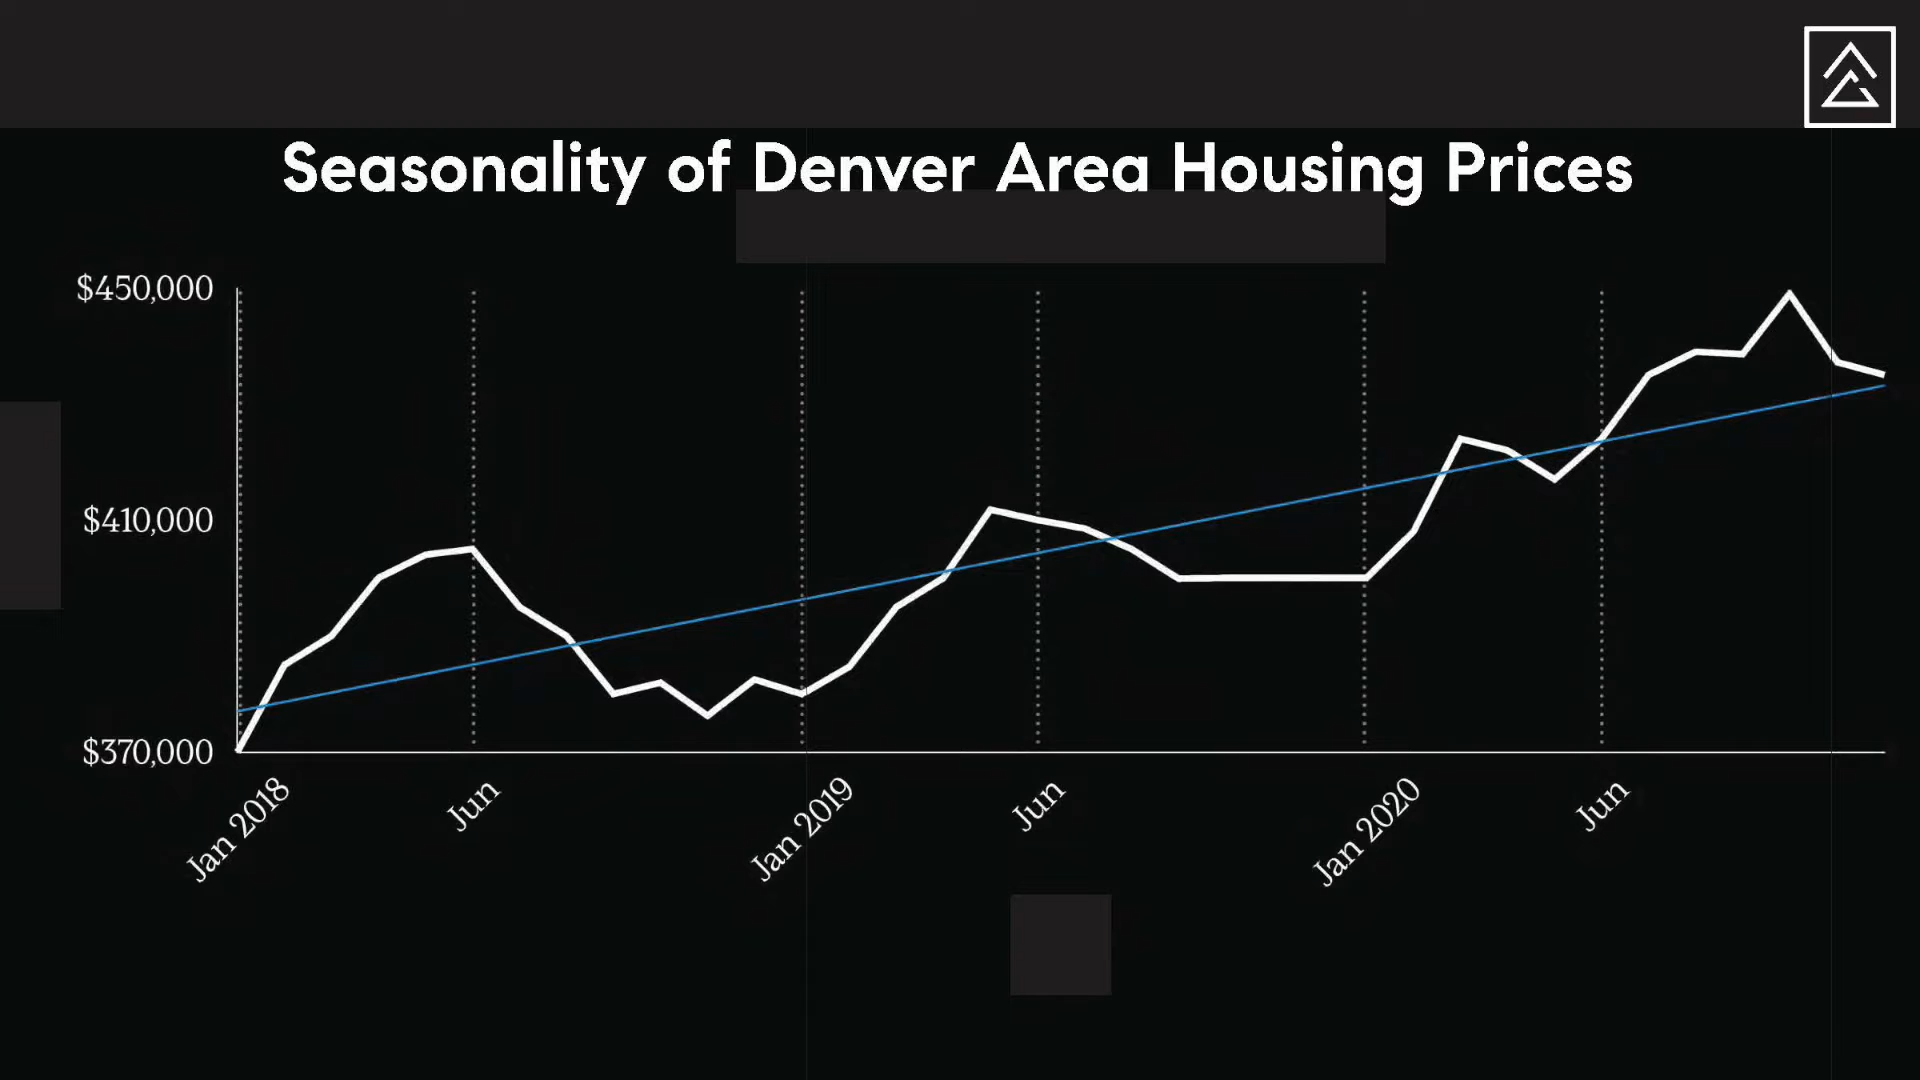 Seasonality of Denver Area Housing Prices
$450,000
$410,000
$370,000
Jan 2018
Jun
Jan 2019
Jun
Jan 2020
Jun